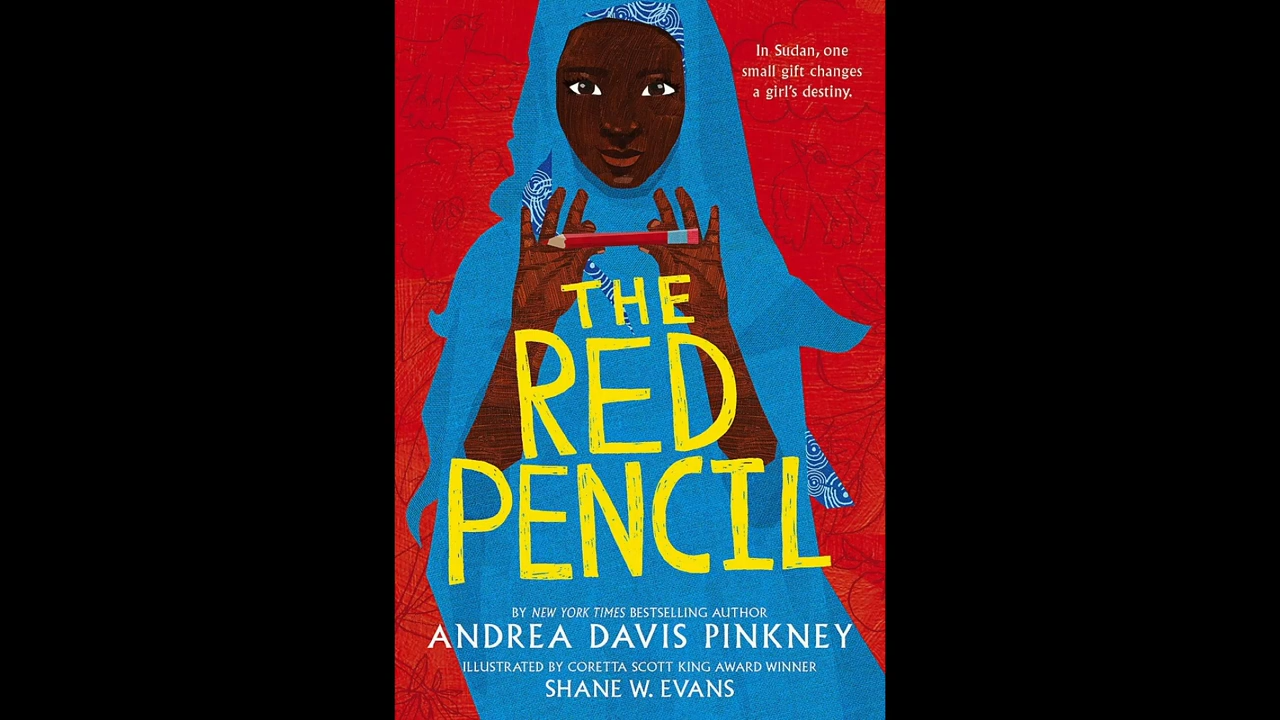 In Sudan, one
small gift changes
a girl's destiny.
THE
RED
PENCIL
BY NEW YORK TIMES BESTSELLING AUTHOR
ANDREA DAVIS PINKNEY
ILLUSTRATED BY CORETTA SCOTT KING AWARD WINNER
SHANE W. EVANS